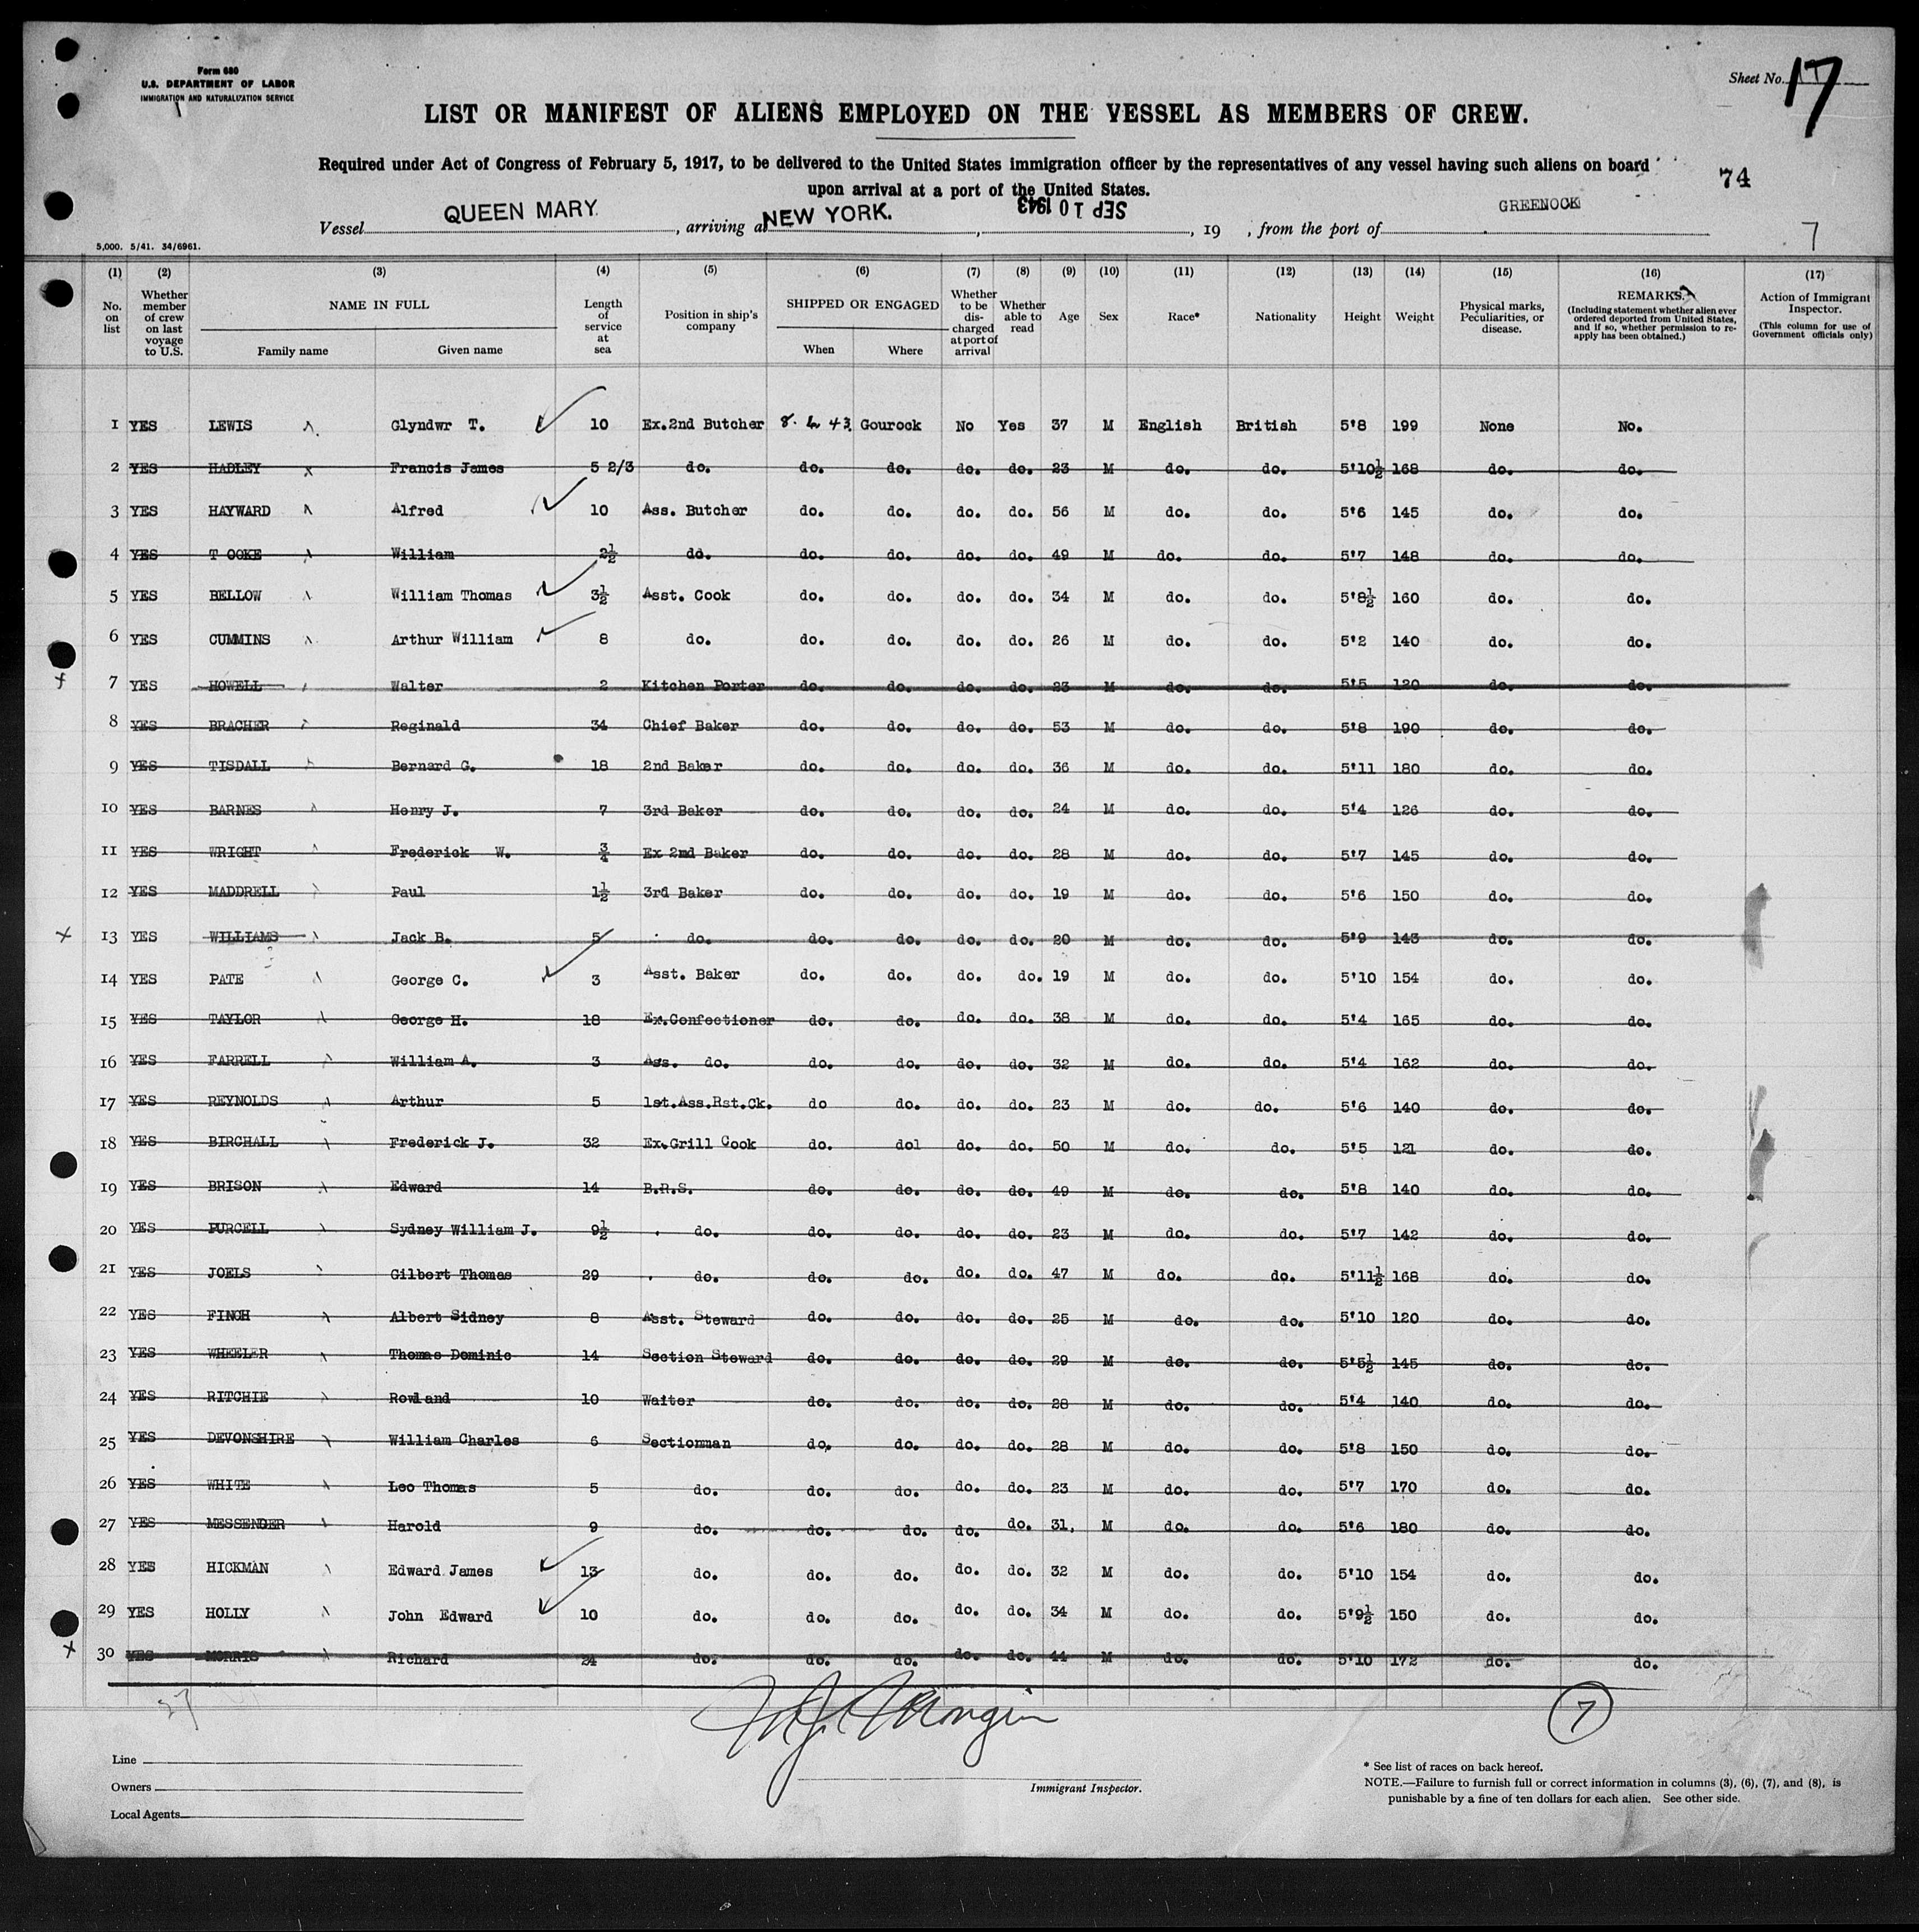 Form 680
U.S. DEPARTMENT OF LABOR
IMMIGRATION AND NATURALIZATION SERVICE
Sheet No. 17
LIST OR MANIFEST OF ALIENS EMPLOYED ON THE VESSEL AS MEMBERS OF CREW.
Required under Act of Congress of February 5, 1917, to be delivered to the United States immigration officer by the representatives of any vessel having such aliens on board
upon arrival at a port of the United States.
74
Vessel QUEEN MARY, arriving at NEW YORK., SEP 10 1943, 19 , from the port of GREENOCK
7
5,000. 5/41. 34/6961.
(1) (2) (3) (4) (5) (6) (7) (8) (9) (10) (11) (12) (13) (14) (15) (16) (17)
No. on list Whether member of crew on last voyage to U.S. NAME IN FULL Family name Given name Length of service at sea Position in ship's company SHIPPED OR ENGAGED When Where Whether to be discharged at port of arrival Whether able to read Age Sex Race* Nationality Height Weight Physical marks, Peculiarities, or disease. REMARKS. (Including statement whether alien ever ordered deported from United States, and if so, whether permission to re-apply has been obtained.) Action of Immigrant Inspector. (This column for use of Government officials only)
1 YES LEWIS Glyndwr T. 10 Ex.2nd Butcher Gourock No Yes 37 M English British 5'8 199 None No.
2 YES HADLEY Francis James 5 2/3 do. do. do. do. do. 23 M do. do. 5'10½ 168 do. do.
3 YES HAYWARD Alfred 10 Ass. Butcher do. do. do. do. 56 M do. do. 5'6 145 do. do.
4 YES T OOKE William 2½ do. do. do. do. do. 49 M do. do. 5'7 148 do. do.
5 YES BELLOW William Thomas 3½ Asst. Cook do. do. do. do. 34 M do. do. 5'8½ 160 do. do.
6 YES CUMMINS Arthur William 8 do. do. do. do. do. 26 M do. do. 5'2 140 do. do.
7 YES HOWELL Walter 2 Kitchen Porter do. do. do. do. 23 M do. do. 5'5 120 do. do.
8 YES BRACHER Reginald 34 Chief Baker do. do. do. do. 53 M do. do. 5'8 190 do. do.
9 YES TISDALL Bernard G. 18 2nd Baker do. do. do. do. 36 M do. do. 5'11 180 do. do.
10 YES BARNES Henry J. 7 3rd Baker do. do. do. do. 24 M do. do. 5'4 126 do. do.
11 YES WRIGHT Frederick W. ¾ Ex 2nd Baker do. do. do. do. 28 M do. do. 5'7 145 do. do.
12 YES MADDRELL Paul 1½ 3rd Baker do. do. do. do. 19 M do. do. 5'6 150 do. do.
13 YES WILLIAMS Jack B. 5 do. do. do. do. do. 20 M do. do. 5'9 143 do. do.
14 YES PATE George C. 3 Asst. Baker do. do. do. do. 19 M do. do. 5'10 154 do. do.
15 YES TAYLOR George H. 18 Ex.Confectioner do. do. do. do. 38 M do. do. 5'4 165 do. do.
16 YES FARRELL William A. 3 Ass. do. do. do. do. do. 32 M do. do. 5'4 162 do. do.
17 YES REYNOLDS Arthur 5 1st.Ass.Rst.Ck. do do. do. do. 23 M do. do. 5'6 140 do. do.
18 YES BIRCHALL Frederick J. 32 Ex.Grill Cook do. dol do. do. 50 M do. do. 5'5 121 do. do.
19 YES BRISON Edward 14 B.R.S. do. do. do. do. 49 M do. do. 5'8 140 do. do.
20 YES PURCELL Sydney William J. 9½ do. do. do. do. do. 23 M do. do. 5'7 142 do. do.
21 YES JOELS Gilbert Thomas 29 do. do. do. do. do. 47 M do. do. 5'11½ 168 do. do.
22 YES FINCH Albert Sidney 8 Asst. Steward do. do. do. do. 25 M do. do. 5'10 120 do. do.
23 YES WHEELER Thomas Dominic 14 Section Steward do. do. do. do. 29 M do. do. 5'5½ 145 do. do.
24 YES RITCHIE Rowland 10 Waiter do. do. do. do. 28 M do. do. 5'4 140 do. do.
25 YES DEVONSHIRE William Charles 6 Sectionman do. do. do. do. 28 M do. do. 5'8 150 do. do.
26 YES WHITE Leo Thomas 5 do. do. do. do. do. 23 M do. do. 5'7 170 do. do.
27 YES MESSENGER Harold 9 do. do. do. do. do. 31. M do. do. 5'6 180 do. do.
28 YES HICKMAN Edward James 13 do. do. do. do. do. 32 M do. do. 5'10 154 do. do.
29 YES HOLLY John Edward 10 do. do. do. do. do. 34 M do. do. 5'9½ 150 do. do.
30 YES MORRIS Richard 24 do. do. do. do. do. 44 M do. do. 5'10 172 do. do.
27
7
Line
Owners
Local Agents
Immigrant Inspector.
* See list of races on back hereof.
NOTE.—Failure to furnish full or correct information in columns (3), (6), (7), and (8), is
punishable by a fine of ten dollars for each alien. See other side.